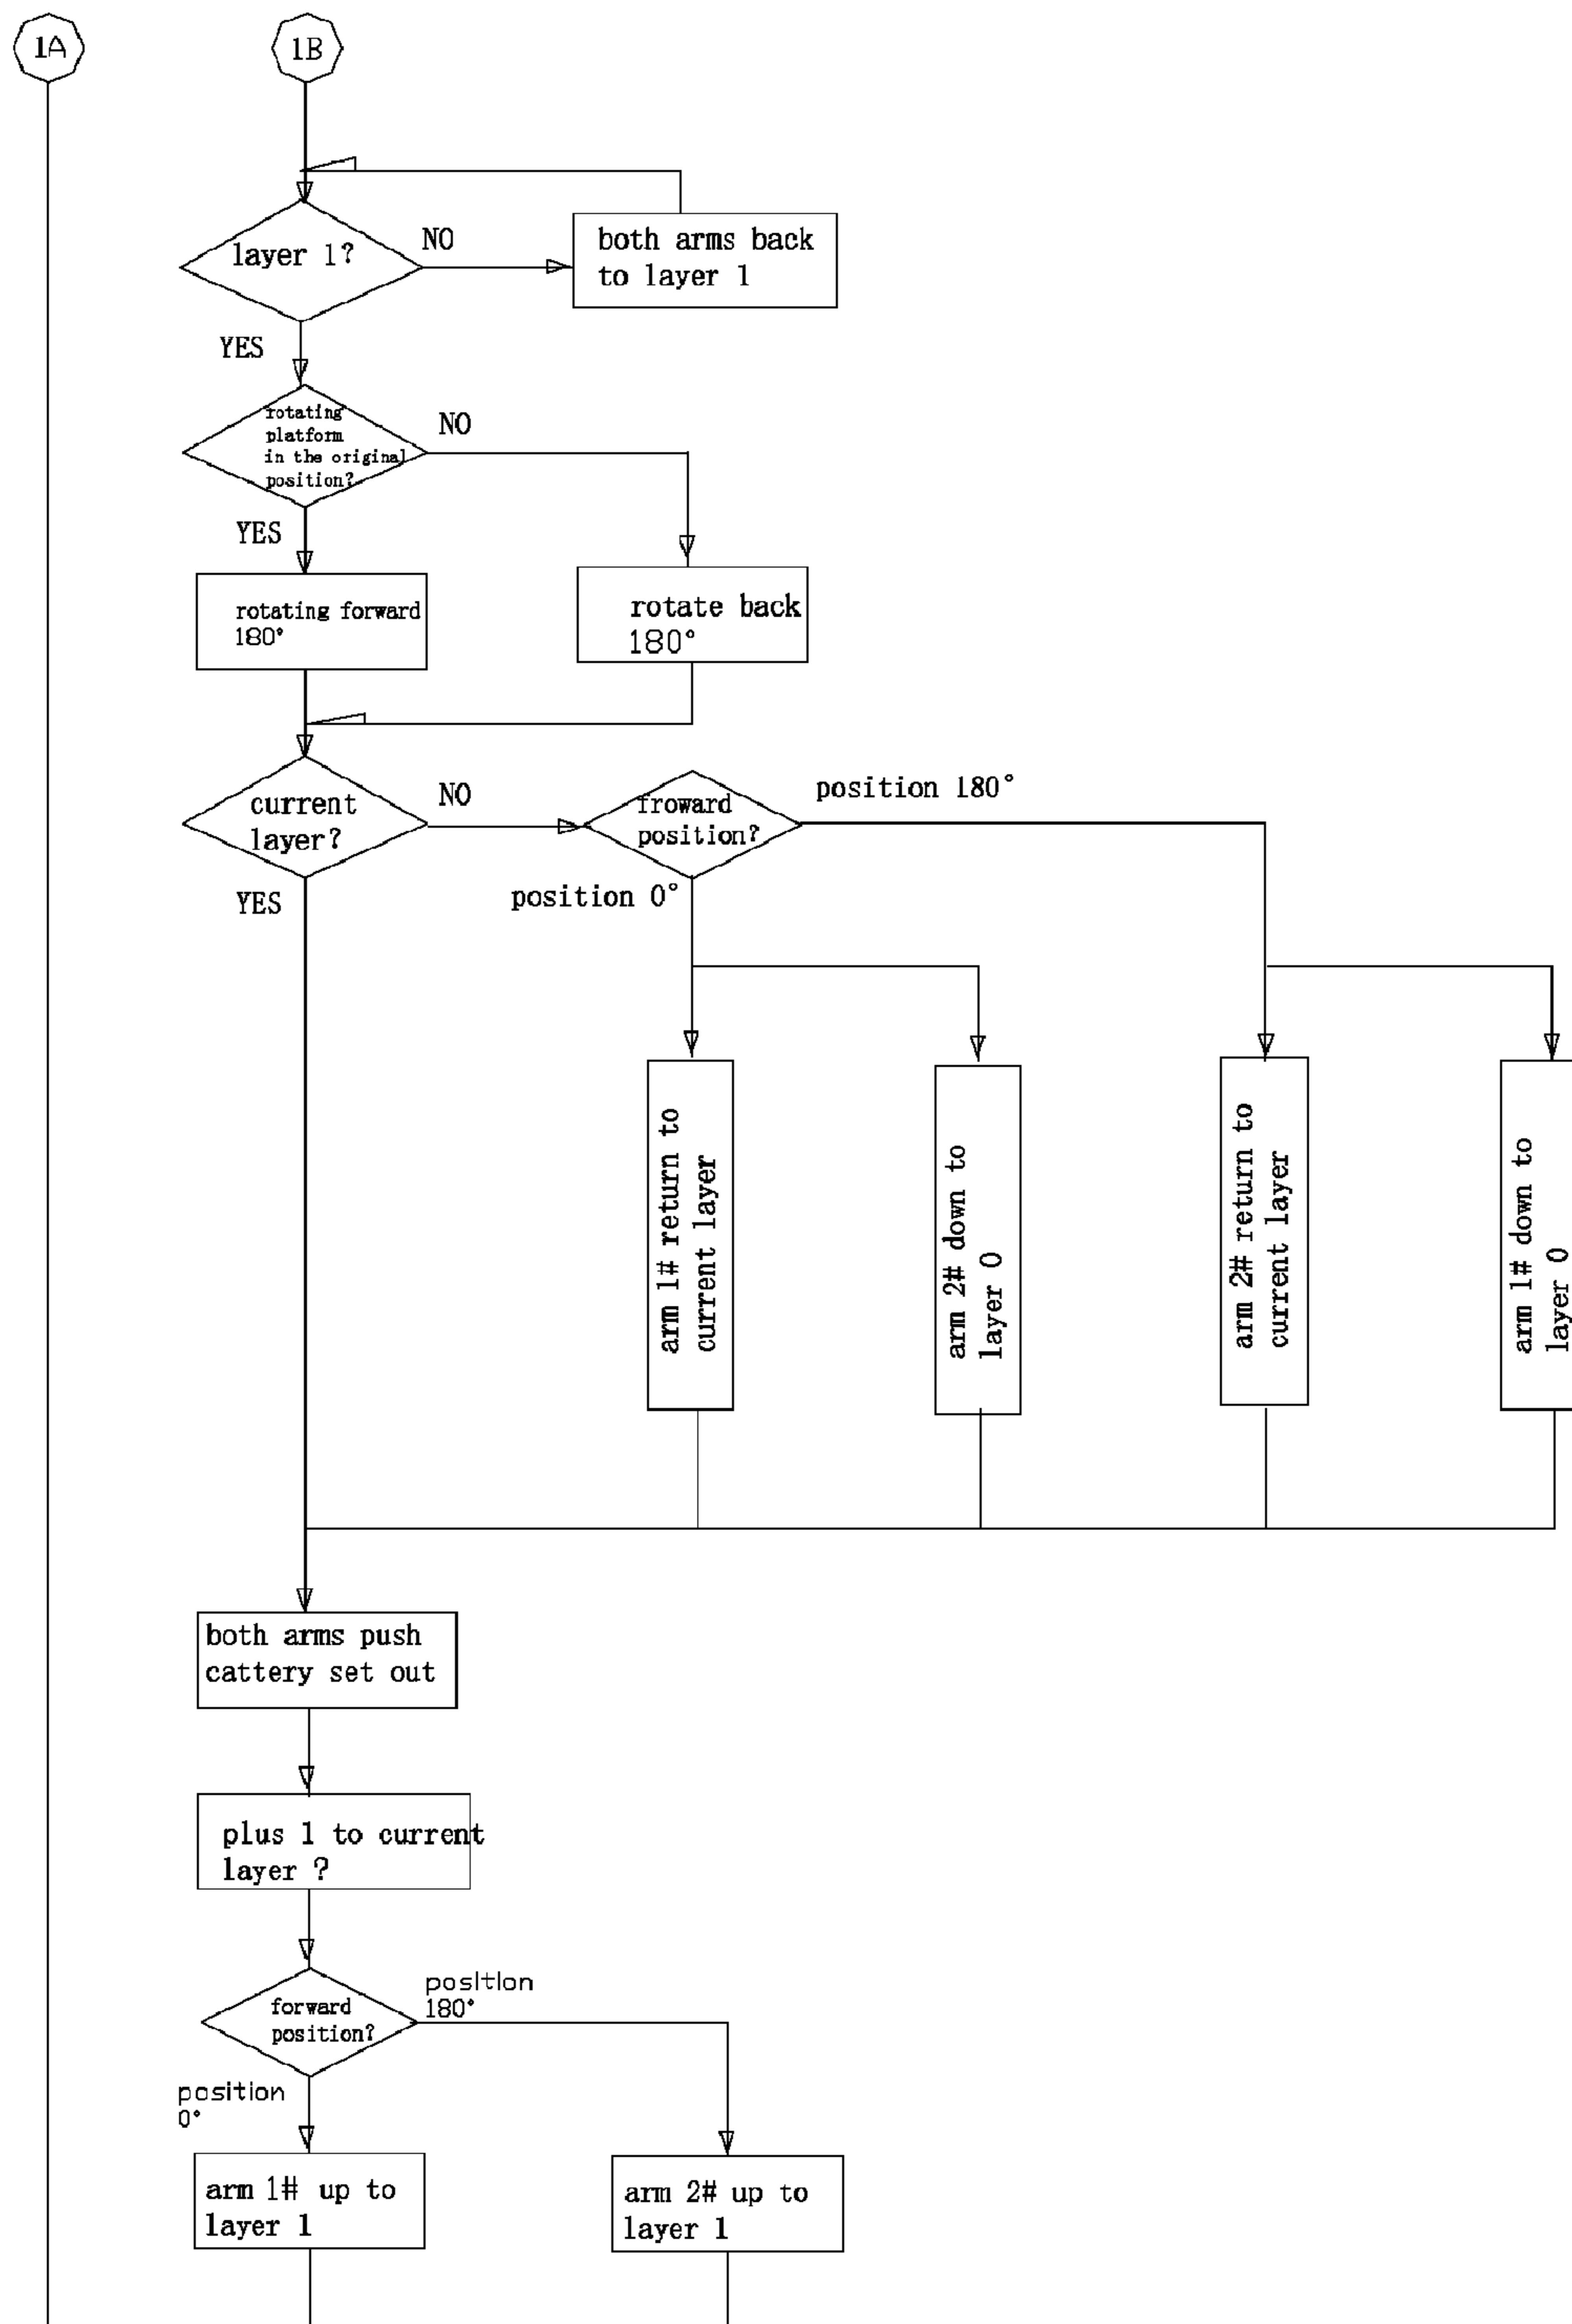 1A
1B
layer 1?
NO
both arms back
to layer 1
YES
rotating
platform
in the original
position?
NO
YES
rotating forward
180°
rotate back
180°
current
layer?
NO
froward
position?
position 180°
YES
position 0°
arm 1# return to
current layer
arm 2# down to
layer 0
arm 2# return to
current layer
arm 1# down to
layer 0
both arms push
cattery set out
plus 1 to current
layer ?
forward
position?
position
180°
position
0°
arm 1# up to
layer 1
arm 2# up to
layer 1